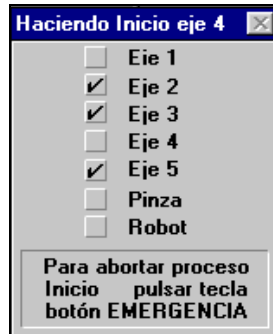 Haciendo Inicio eje 4
Eje 1
Eje 2
Eje 3
Eje 4
Eje 5
Pinza
Robot
Para abortar proceso
Inicio pulsar tecla
botón EMERGENCIA